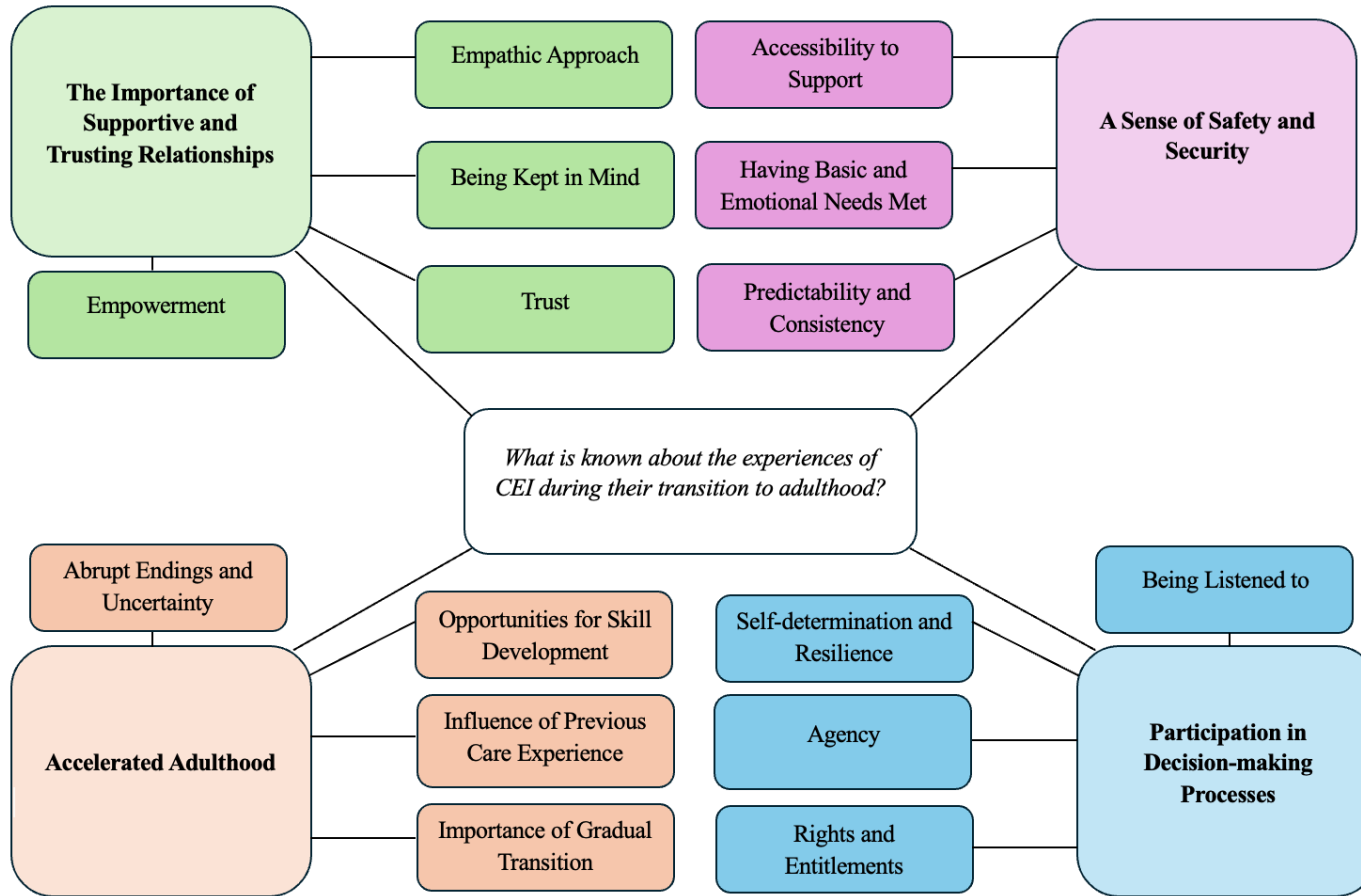 The Importance of
Supportive and
Trusting Relationships
Empathic Approach
Being Kept in Mind
Trust
Empowerment
Accessibility to
Support
Having Basic and
Emotional Needs Met
Predictability and
Consistency
A Sense of Safety and
Security
What is known about the experiences of
CEI during their transition to adulthood?
Abrupt Endings and
Uncertainty
Accelerated Adulthood
Opportunities for Skill
Development
Influence of Previous
Care Experience
Importance of Gradual
Transition
Self-determination and
Resilience
Agency
Rights and
Entitlements
Being Listened to
Participation in
Decision-making
Processes